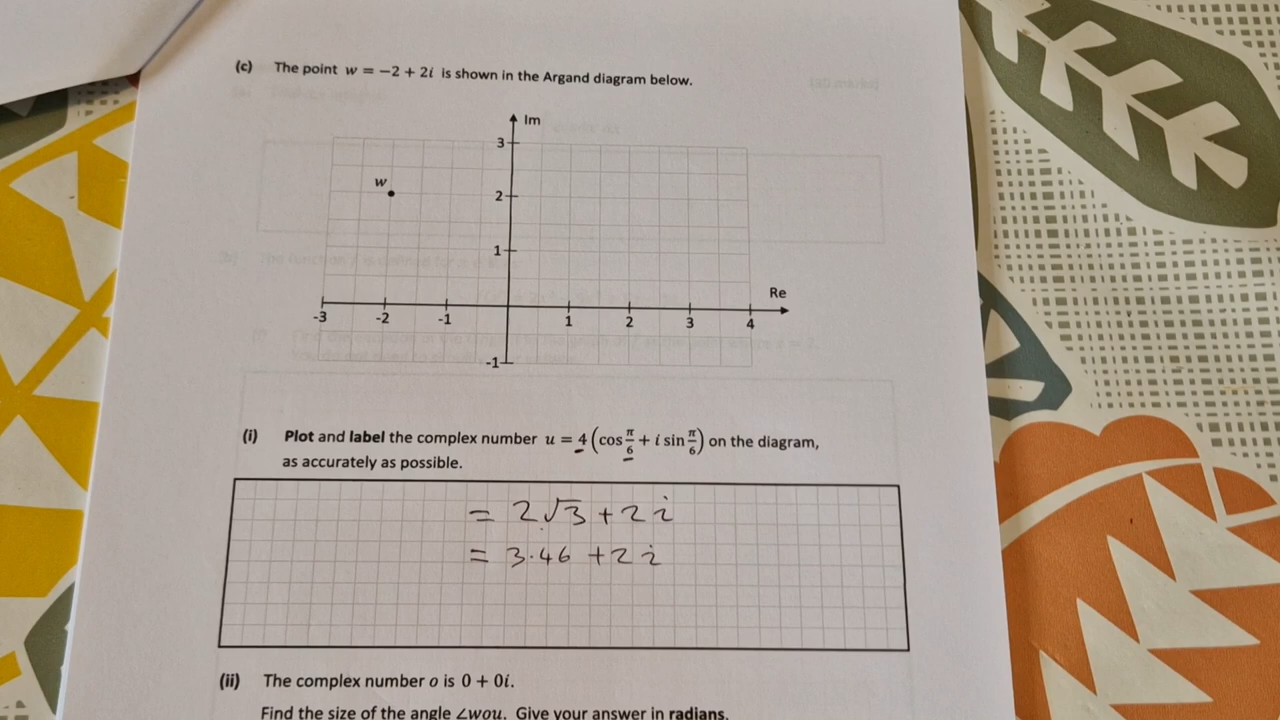 (c) The point w = −2 + 2i is shown in the Argand diagram below.
Im
3
w
2
1
Re
-3 -2 -1 1 2 3 4
-1
(i) Plot and label the complex number u = 4(cos π/6 + i sin π/6) on the diagram,
as accurately as possible.
= 2√3 + 2i
= 3.46 + 2i
(ii) The complex number o is 0 + 0i.
Find the size of the angle ∠wou. Give your answer in radians.